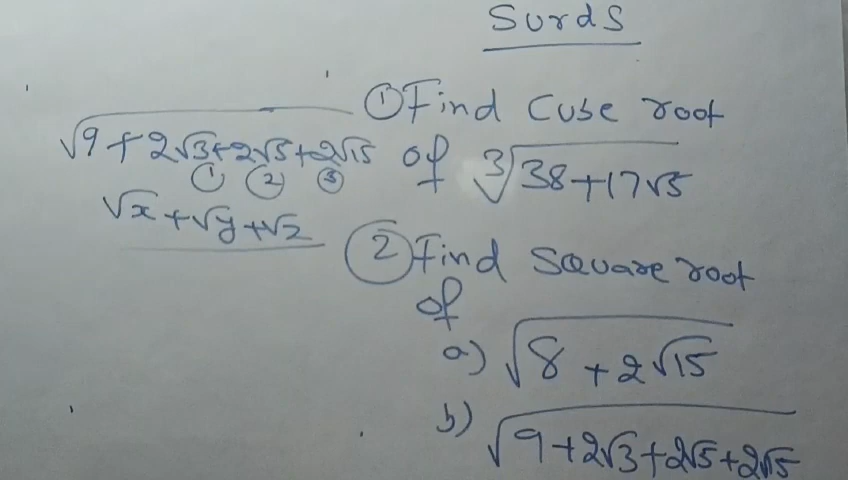 Surds
① Find Cube root
of ∛38+17√5
√9+2√3+2√5+2√15
① ② ③
√x+√y+√z
② Find Square root
of
a) √8+2√15
b) √9+2√3+2√5+2√15